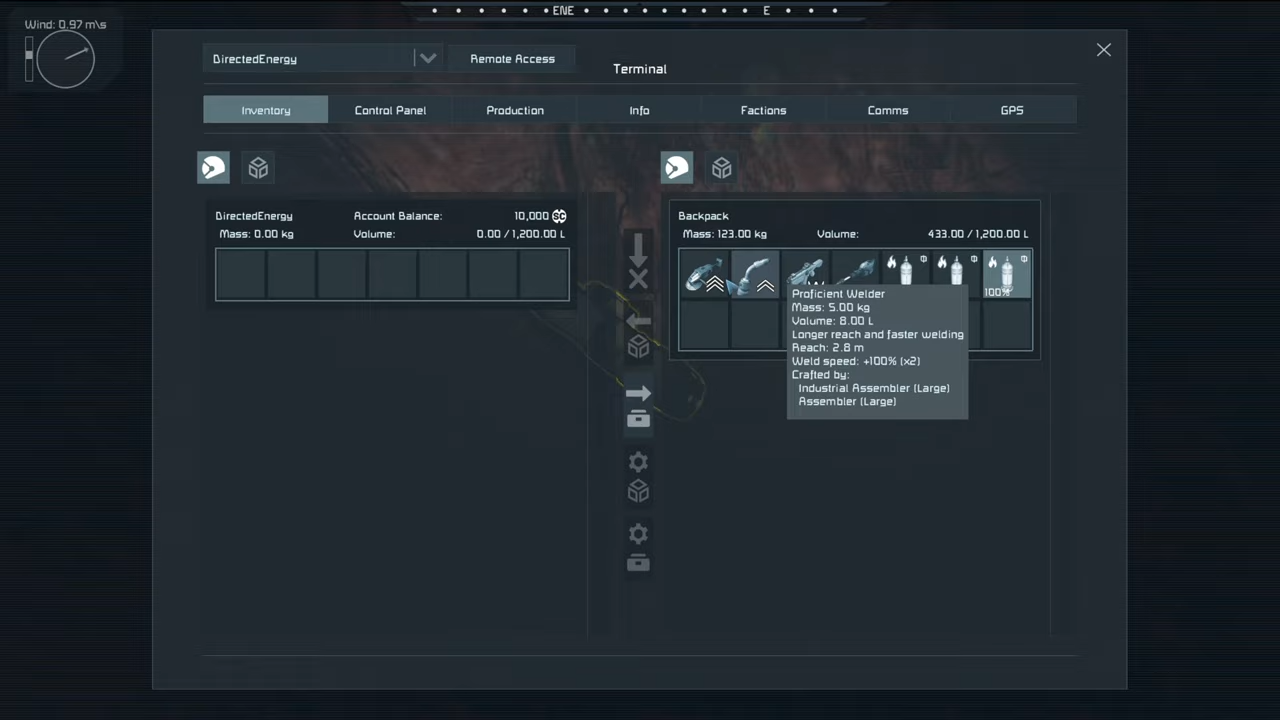 ENE E
Wind: 0.97 m\s
DirectedEnergy
Remote Access
Terminal
Inventory
Control Panel
Production
Info
Factions
Comms
GPS
DirectedEnergy
Account Balance:
10,000 SC
Mass: 0.00 kg
Volume:
0.00 / 1,200.00 L
Backpack
Mass: 123.00 kg
Volume:
433.00 / 1,200.00 L
100%
Proficient Welder
Mass: 5.00 kg
Volume: 8.00 L
Longer reach and faster welding
Reach: 2.8 m
Weld speed: +100% (x2)
Crafted by:
Industrial Assembler (Large)
Assembler (Large)